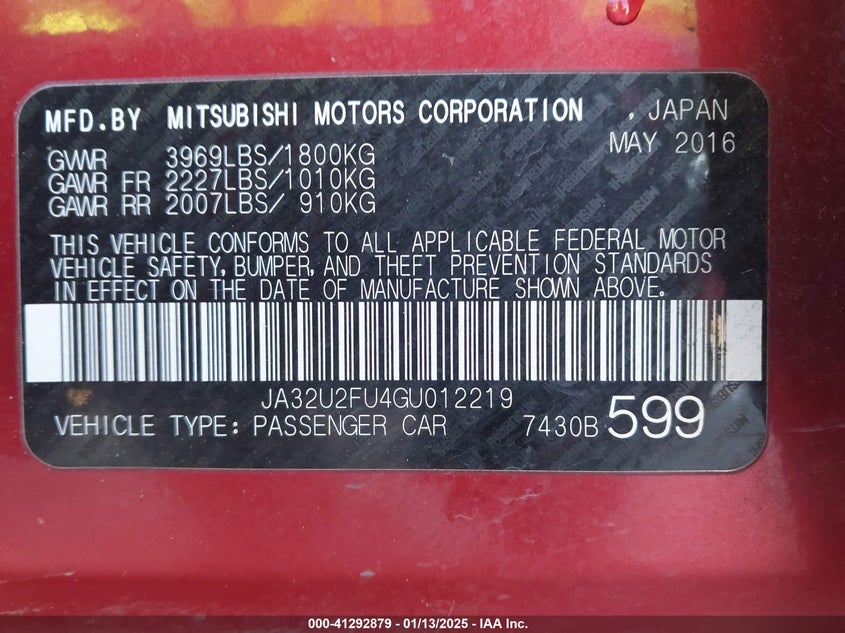 MFD.BY MITSUBISHI MOTORS CORPORATION , JAPAN
MAY 2016
GVWR 3969LBS/1800KG
GAWR FR 2227LBS/1010KG
GAWR RR 2007LBS/ 910KG
THIS VEHICLE CONFORMS TO ALL APPLICABLE FEDERAL MOTOR
VEHICLE SAFETY, BUMPER, AND THEFT PREVENTION STANDARDS
IN EFFECT ON THE DATE OF MANUFACTURE SHOWN ABOVE.
JA32U2FU4GU012219
VEHICLE TYPE: PASSENGER CAR 7430B 599
000-41292879 - 01/13/2025 - IAA Inc.